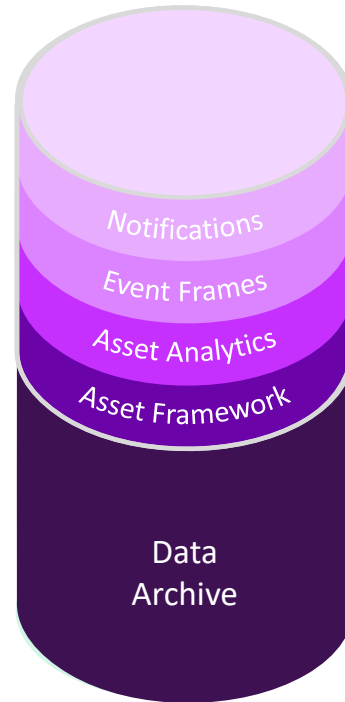 Notifications
Event Frames
Asset Analytics
Asset Framework
Data
Archive